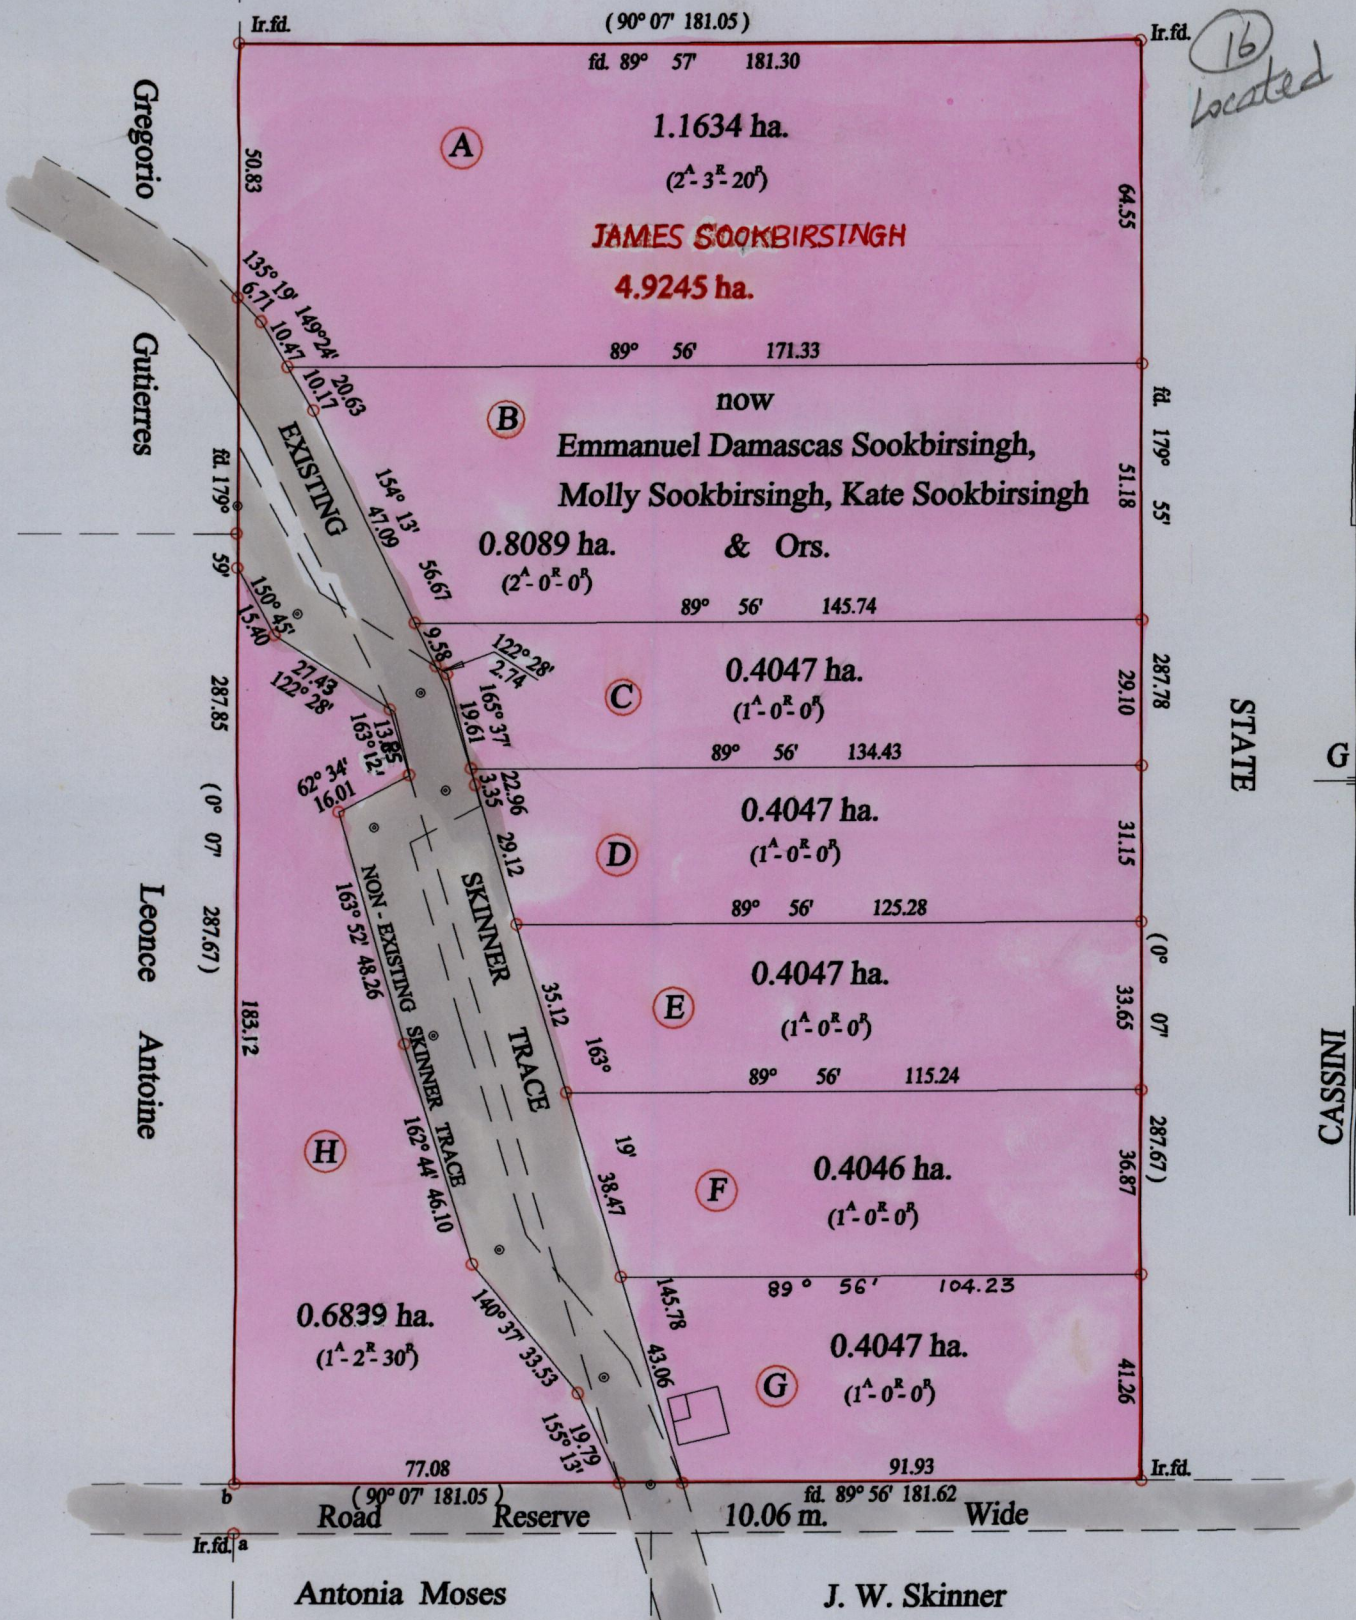 Ir.fd.
(90° 07' 181.05)
Ir.fd.
fd. 89° 57' 181.30
16
Located
Gregorio Gutierres
50.83
A
1.1634 ha.
(2ᴬ-3ᴿ-20ᴾ)
64.55
JAMES SOOKBIRSINGH
4.9245 ha.
135° 19'
6.71
149° 24'
10.47
20.63
10.17
89° 56' 171.33
B
now
Emmanuel Damascas Sookbirsingh,
Molly Sookbirsingh, Kate Sookbirsingh
& Ors.
0.8089 ha.
(2ᴬ-0ᴿ-0ᴾ)
fd. 179° 55'
51.18
EXISTING
154° 13'
47.09
56.67
fd. 179° 59'
89° 56' 145.74
150° 45'
15.40
9.58
122° 28'
2.74
27.43
122° 28'
C
0.4047 ha.
(1ᴬ-0ᴿ-0ᴾ)
287.78
29.10
STATE
287.85
165° 37'
19.61
13.85
163° 12'
89° 56' 134.43
G
62° 34'
16.01
22.96
3.35
0.4047 ha.
(1ᴬ-0ᴿ-0ᴾ)
D
31.15
29.12
(0° 07' 287.67)
89° 56' 125.28
SKINNER TRACE
NON-EXISTING SKINNER TRACE
163° 52' 48.26
Leonce Antoine
183.12
35.12
0.4047 ha.
(1ᴬ-0ᴿ-0ᴾ)
E
33.65
(0° 07' 287.67)
CASSINI
163° 19'
89° 56' 115.24
H
162° 44' 46.10
38.47
0.4046 ha.
(1ᴬ-0ᴿ-0ᴾ)
F
36.87
89° 56' 104.23
145.78
0.6839 ha.
(1ᴬ-2ᴿ-30ᴾ)
140° 37' 33.53
43.06
0.4047 ha.
(1ᴬ-0ᴿ-0ᴾ)
G
41.26
19.79
155° 13'
77.08
91.93
Ir.fd.
b
(90° 07' 181.05)
fd. 89° 56' 181.62
Road Reserve 10.06 m. Wide
Ir.fd. a
Antonia Moses
J. W. Skinner